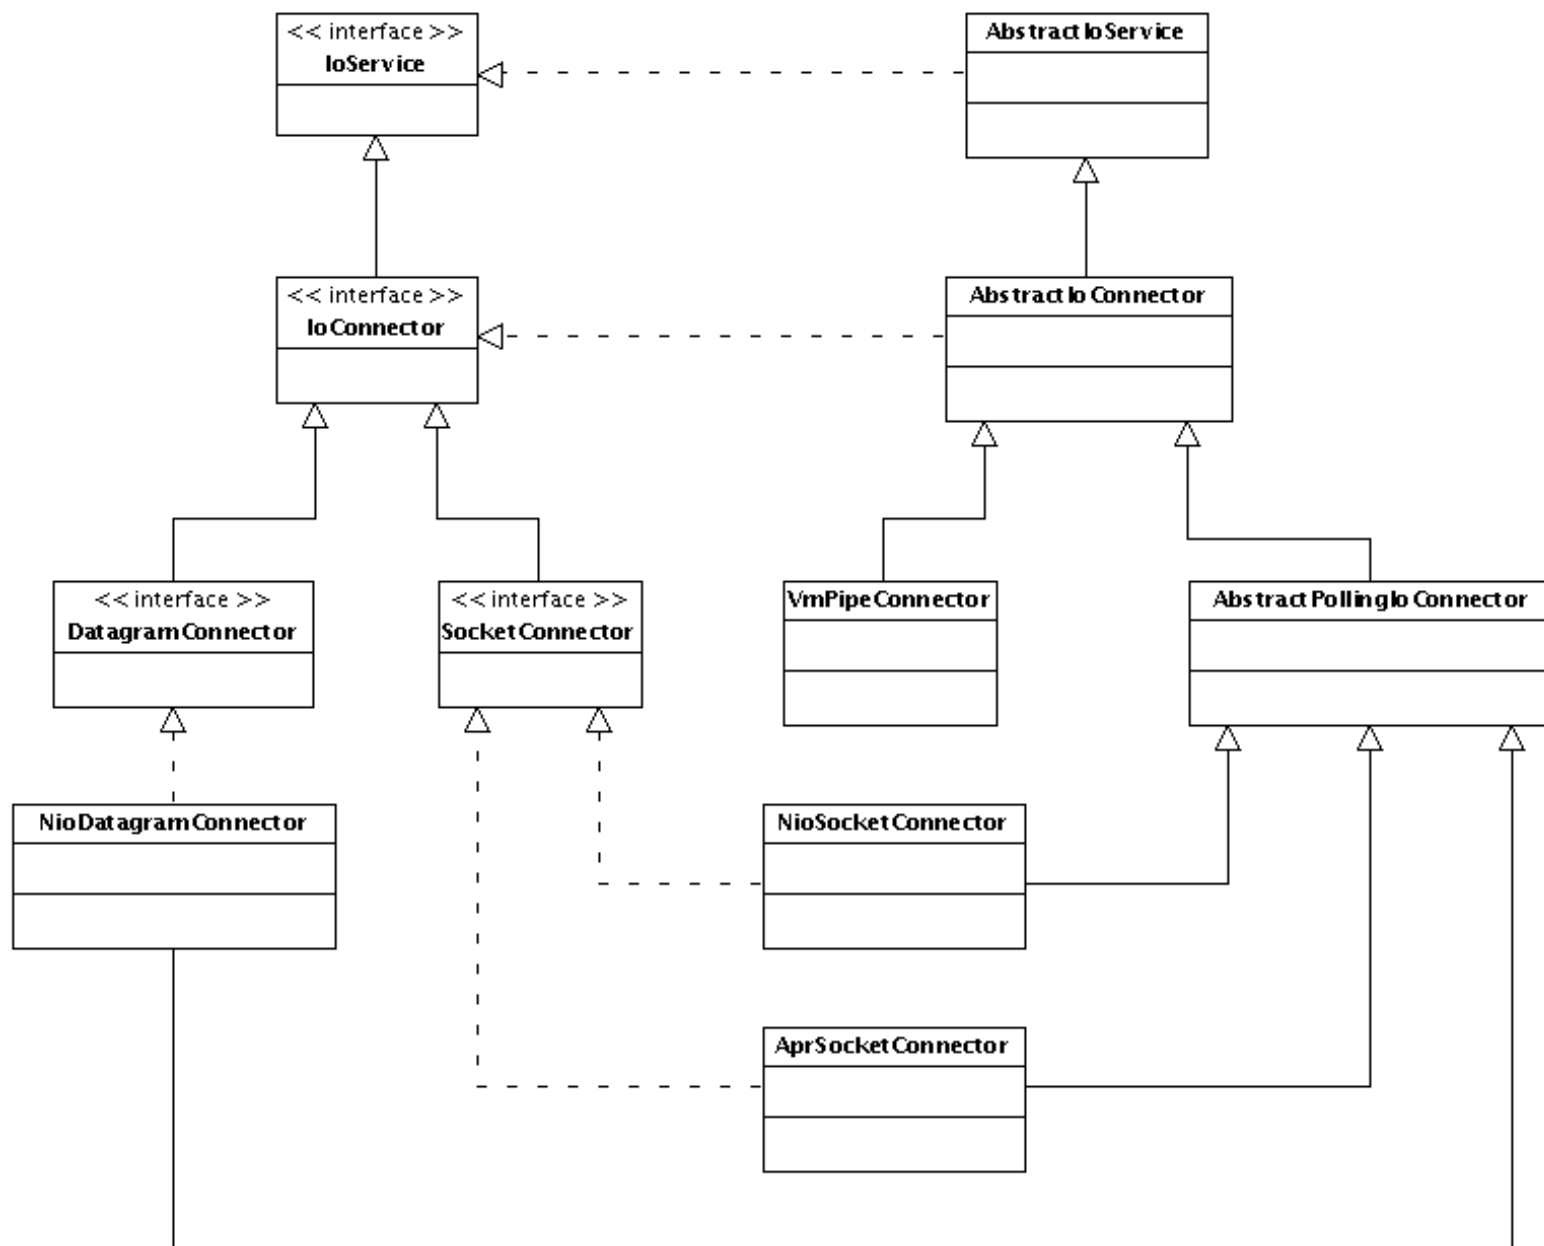 << interface >>
IoService
AbstractIoService
<< interface >>
IoConnector
AbstractIoConnector
<< interface >>
DatagramConnector
<< interface >>
SocketConnector
VmPipeConnector
AbstractPollingIoConnector
NioDatagramConnector
NioSocketConnector
AprSocketConnector